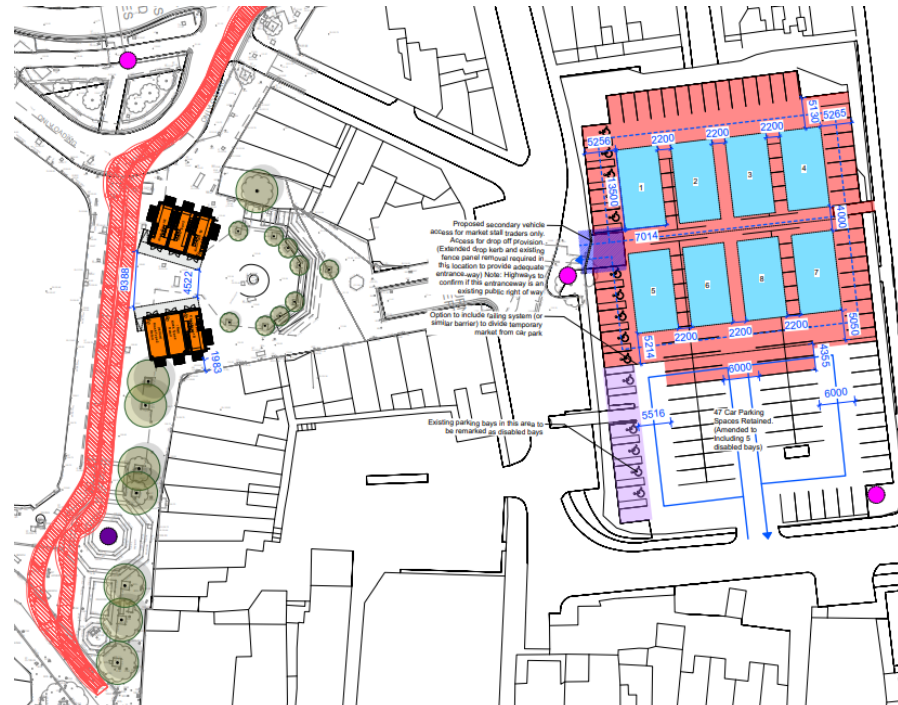 5130
5265
5256
2200
2200
2200
1
2
3
4
13500
4000
7014
Proposed secondary vehicle
access for market stall traders only.
Access for drop off provision
(Extended drop kerb and existing
fence panel removal required in
this location to provide adequate
entrance-way) Note: Highways to
confirm if this entranceway is an
existing public right of way
9388
4522
5
6
8
7
Option to include railing system (or
similar barrier) to divide temporary
market from car park
2200
2200
2200
5050
5214
4355
1983
6000
6000
5516
47 Car Parking
Spaces Retained.
(Amended to
Including 5
disabled bays)
Existing parking bays in this area to
be remarked as disabled bays